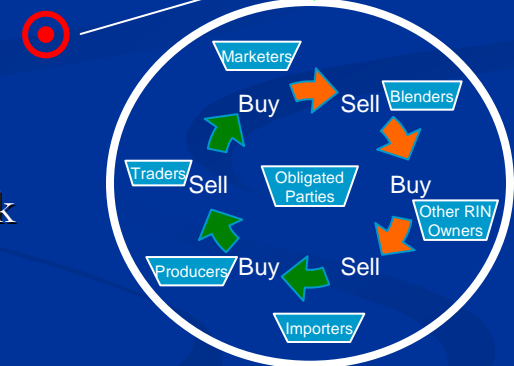 Marketers
Buy
Sell
Blenders
Traders
Sell
Obligated
Parties
Buy
Other RIN
Owners
Producers
Buy
Sell
Importers
k